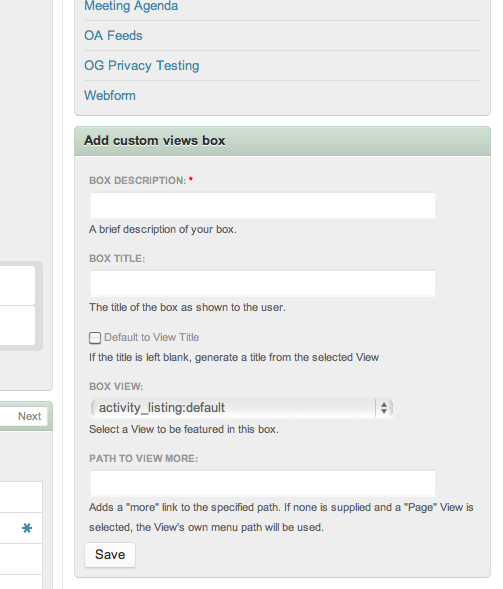 Meeting Agenda
OA Feeds
OG Privacy Testing
Webform
Add custom views box
BOX DESCRIPTION: *
A brief description of your box.
BOX TITLE:
The title of the box as shown to the user.
Default to View Title
If the title is left blank, generate a title from the selected View
BOX VIEW:
activity_listing:default
Select a View to be featured in this box.
PATH TO VIEW MORE:
Adds a "more" link to the specified path. If none is supplied and a "Page" View is
selected, the View's own menu path will be used.
Save
Next
*